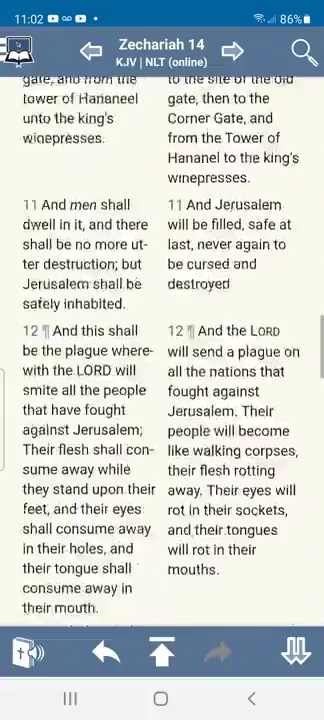 11:02
86%
Zechariah 14
KJV | NLT (online)
gate, and from the
tower of Hananeel
unto the king's
winepresses.
11 And men shall
dwell in it, and there
shall be no more ut-
ter destruction; but
Jerusalem shall be
safely inhabited.
12 ¶ And this shall
be the plague where-
with the LORD will
smite all the people
that have fought
against Jerusalem;
Their flesh shall con-
sume away while
they stand upon their
feet, and their eyes
shall consume away
in their holes, and
their tongue shall
consume away in
their mouth.
to the site of the old
gate, then to the
Corner Gate, and
from the Tower of
Hananel to the king's
winepresses.
11 And Jerusalem
will be filled, safe at
last, never again to
be cursed and
destroyed
12 ¶ And the LORD
will send a plague on
all the nations that
fought against
Jerusalem. Their
people will become
like walking corpses,
their flesh rotting
away. Their eyes will
rot in their sockets,
and their tongues
will rot in their
mouths.